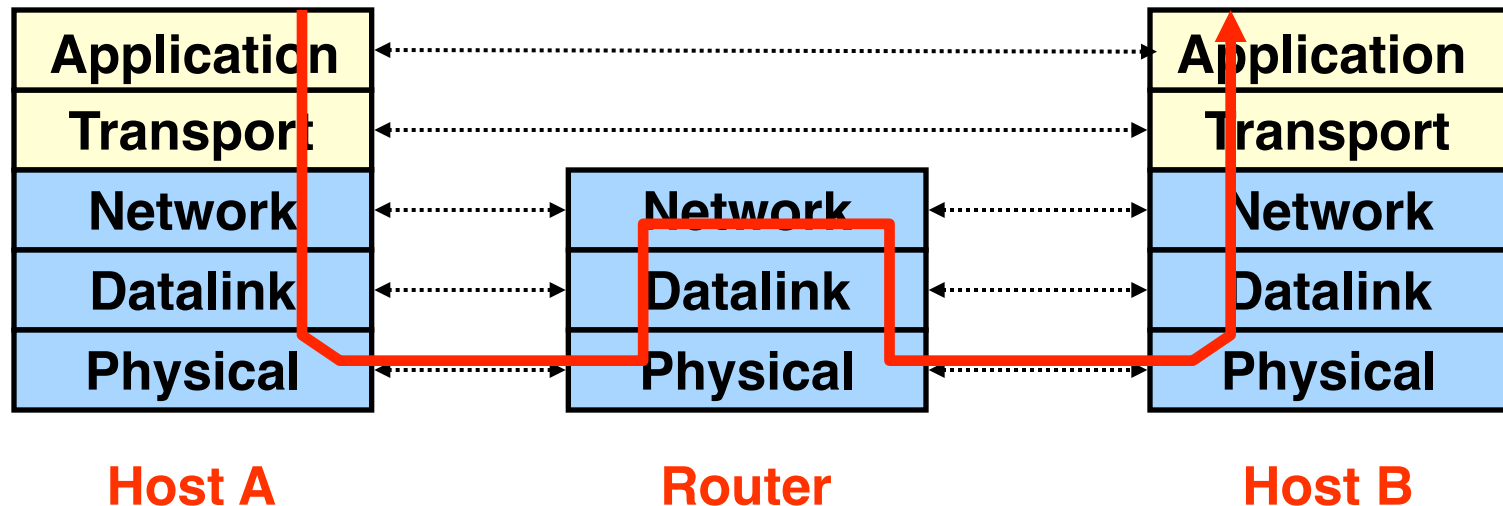 Application Application
Transport Transport
Network Network Network
Datalink Datalink Datalink
Physical Physical Physical
Host A Router Host B